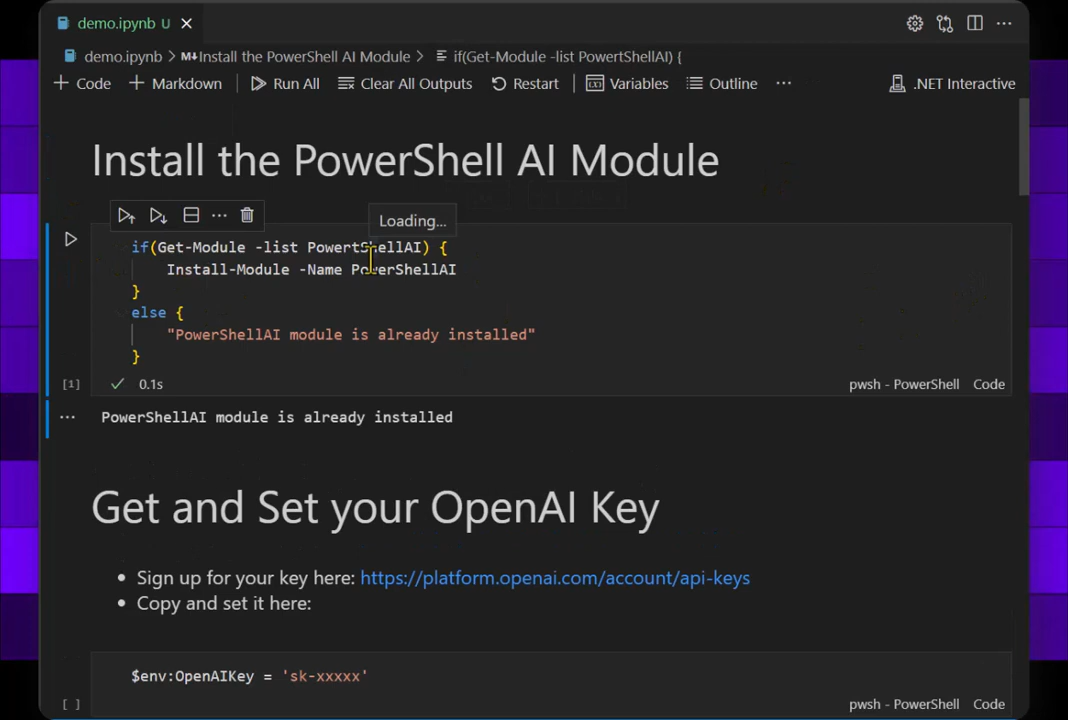 demo.ipynb U
demo.ipynb > M↓Install the PowerShell AI Module > if(Get-Module -list PowertShellAI) {
+ Code + Markdown Run All Clear All Outputs Restart Variables Outline ... .NET Interactive
Install the PowerShell AI Module
Loading...
if(Get-Module -list PowertShellAI) {
Install-Module -Name PowerShellAI
}
else {
"PowerShellAI module is already installed"
}
[1] 0.1s pwsh - PowerShell Code
PowerShellAI module is already installed
Get and Set your OpenAI Key
• Sign up for your key here: https://platform.openai.com/account/api-keys
• Copy and set it here:
$env:OpenAIKey = 'sk-xxxxx'
[ ] pwsh - PowerShell Code